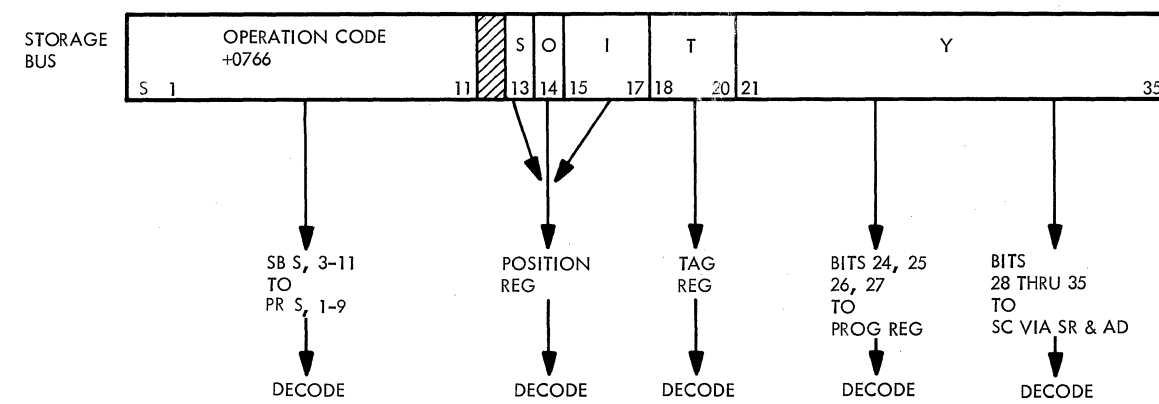 STORAGE
BUS
OPERATION CODE
+0766
S O I T Y
S 1 11 13 14 15 17 18 20 21 35
SB S, 3-11
TO
PR S, 1-9
DECODE
POSITION
REG
DECODE
TAG
REG
DECODE
BITS 24, 25
26, 27
TO
PROG REG
DECODE
BITS
28 THRU 35
TO
SC VIA SR & AD
DECODE